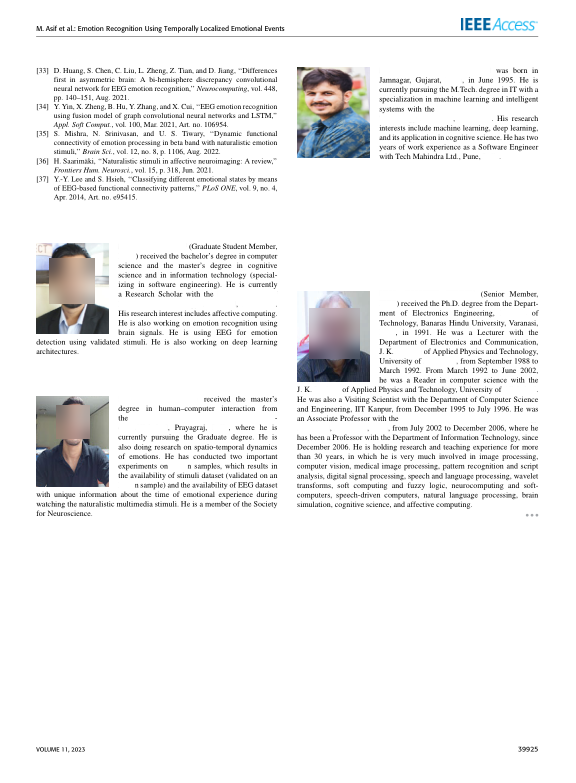 M. Asif et al.: Emotion Recognition Using Temporally Localized Emotional Events
IEEE Access
[33] D. Huang, S. Chen, C. Liu, L. Zheng, Z. Tian, and D. Jiang, ‘‘Differences
first in asymmetric brain: A bi-hemisphere discrepancy convolutional
neural network for EEG emotion recognition,’’ Neurocomputing, vol. 448,
pp. 140–151, Aug. 2021.
[34] Y. Yin, X. Zheng, B. Hu, Y. Zhang, and X. Cui, ‘‘EEG emotion recognition
using fusion model of graph convolutional neural networks and LSTM,’’
Appl. Soft Comput., vol. 100, Mar. 2021, Art. no. 106954.
[35] S. Mishra, N. Srinivasan, and U. S. Tiwary, ‘‘Dynamic functional
connectivity of emotion processing in beta band with naturalistic emotion
stimuli,’’ Brain Sci., vol. 12, no. 8, p. 1106, Aug. 2022.
[36] H. Saarimäki, ‘‘Naturalistic stimuli in affective neuroimaging: A review,’’
Frontiers Hum. Neurosci., vol. 15, p. 318, Jun. 2021.
[37] Y.-Y. Lee and S. Hsieh, ‘‘Classifying different emotional states by means
of EEG-based functional connectivity patterns,’’ PLoS ONE, vol. 9, no. 4,
Apr. 2014, Art. no. e95415.
(Graduate Student Member,
) received the bachelor's degree in computer
science and the master's degree in cognitive
science and in information technology (special-
izing in software engineering). He is currently
a Research Scholar with the
, .
His research interest includes affective computing.
He is also working on emotion recognition using
brain signals. He is using EEG for emotion
detection using validated stimuli. He is also working on deep learning
architectures.
received the master's
degree in human–computer interaction from
the -
, Prayagraj, , where he is
currently pursuing the Graduate degree. He is
also doing research on spatio-temporal dynamics
of emotions. He has conducted two important
experiments on n samples, which results in
the availability of stimuli dataset (validated on an
n sample) and the availability of EEG dataset
with unique information about the time of emotional experience during
watching the naturalistic multimedia stimuli. He is a member of the Society
for Neuroscience.
was born in
Jamnagar, Gujarat, , in June 1995. He is
currently pursuing the M.Tech. degree in IT with a
specialization in machine learning and intelligent
systems with the
, . His research
interests include machine learning, deep learning,
and its application in cognitive science. He has two
years of work experience as a Software Engineer
with Tech Mahindra Ltd., Pune, .
(Senior Member,
) received the Ph.D. degree from the Depart-
ment of Electronics Engineering, of
Technology, Banaras Hindu University, Varanasi,
, in 1991. He was a Lecturer with the
Department of Electronics and Communication,
J. K. of Applied Physics and Technology,
University of , from September 1988 to
March 1992. From March 1992 to June 2002,
he was a Reader in computer science with the
J. K. of Applied Physics and Technology, University of .
He was also a Visiting Scientist with the Department of Computer Science
and Engineering, IIT Kanpur, from December 1995 to July 1996. He was
an Associate Professor with the
, , , from July 2002 to December 2006, where he
has been a Professor with the Department of Information Technology, since
December 2006. He is holding research and teaching experience for more
than 30 years, in which he is very much involved in image processing,
computer vision, medical image processing, pattern recognition and script
analysis, digital signal processing, speech and language processing, wavelet
transforms, soft computing and fuzzy logic, neurocomputing and soft-
computers, speech-driven computers, natural language processing, brain
simulation, cognitive science, and affective computing.
VOLUME 11, 2023
39925